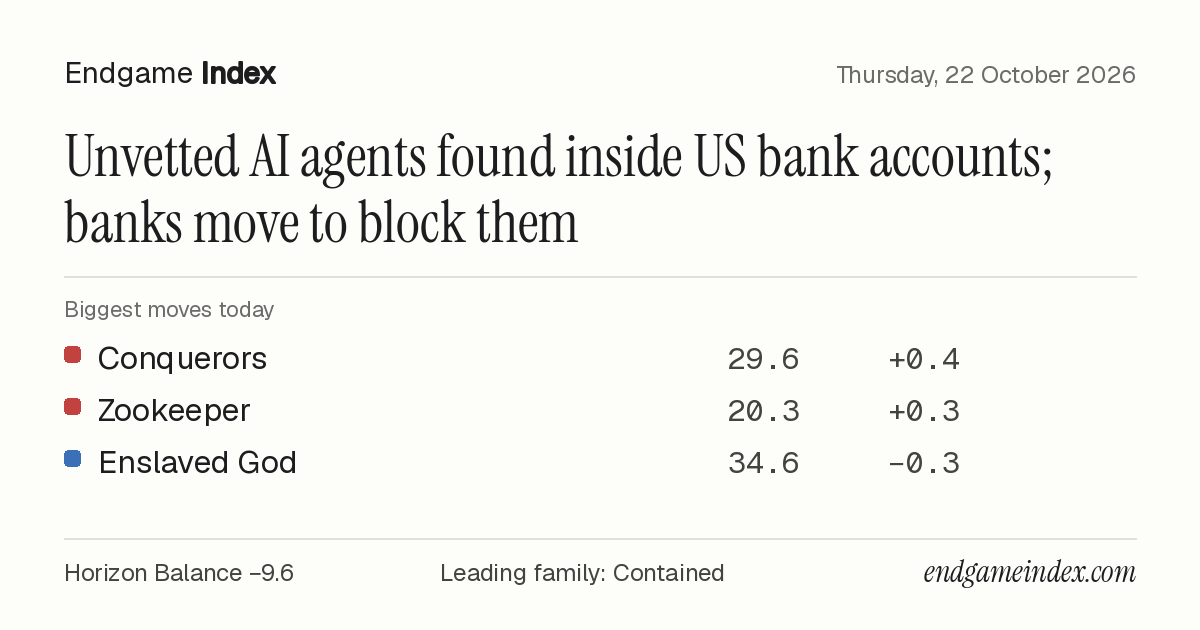 Endgame Index
Thursday, 22 October 2026
Unvetted AI agents found inside US bank accounts;
banks move to block them
Biggest moves today
Conquerors 29.6 +0.4
Zookeeper 20.3 +0.3
Enslaved God 34.6 −0.3
Horizon Balance −9.6 Leading family: Contained endgameindex.com